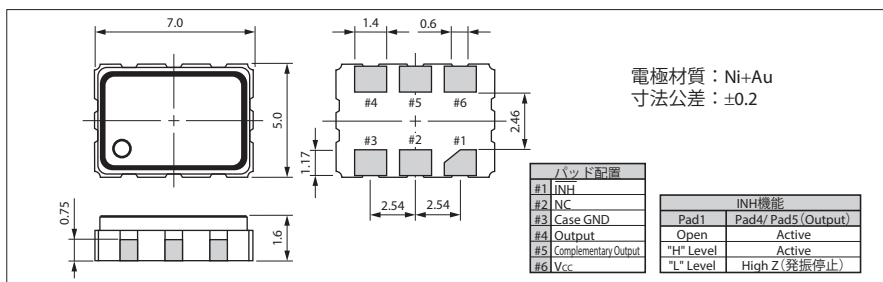 7.0
5.0
0.75
1.6
1.4
0.6
#4
#5
#6
#3
#2
#1
2.46
1.17
2.54
2.54
電極材質：Ni+Au
寸法公差：±0.2
パッド配置
#1 INH
#2 NC
#3 Case GND
#4 Output
#5 Complementary Output
#6 Vcc
INH機能
Pad1 Pad4/ Pad5（Output）
Open Active
"H" Level Active
"L" Level High Z（発振停止）